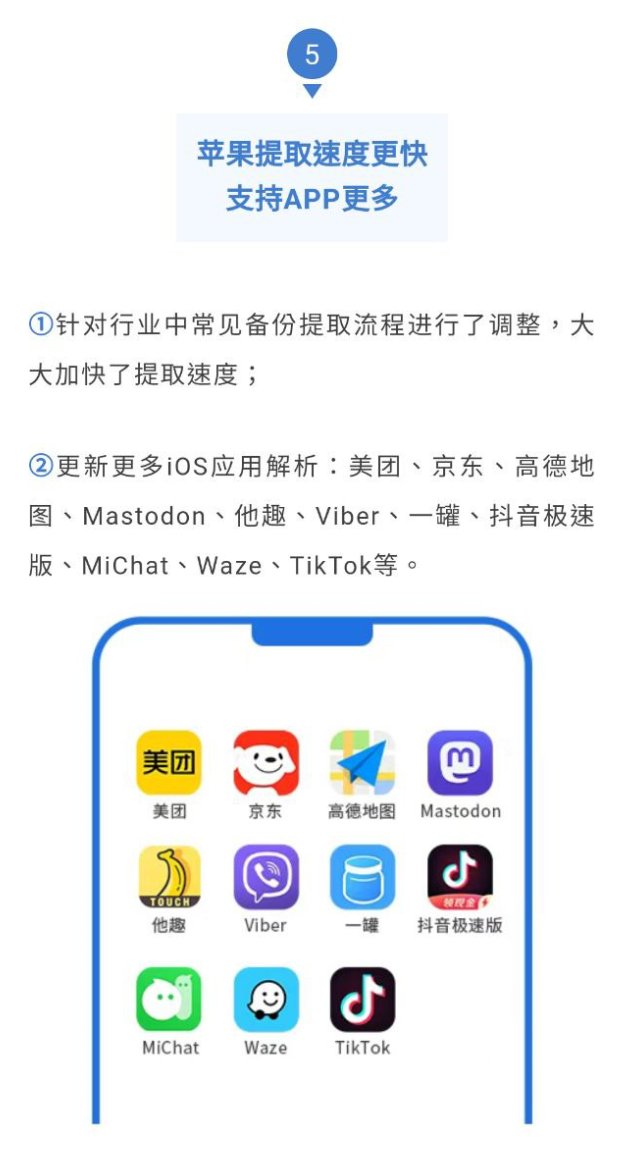 5
苹果提取速度更快
支持APP更多
①针对行业中常见备份提取流程进行了调整，大
大加快了提取速度；
②更新更多iOS应用解析：美团、京东、高德地
图、Mastodon、他趣、Viber、一罐、抖音极速
版、MiChat、Waze、TikTok等。
美团
美团 京东 高德地图 Mastodon
TOUCH 领现金
他趣 Viber 一罐 抖音极速版
MiChat Waze TikTok